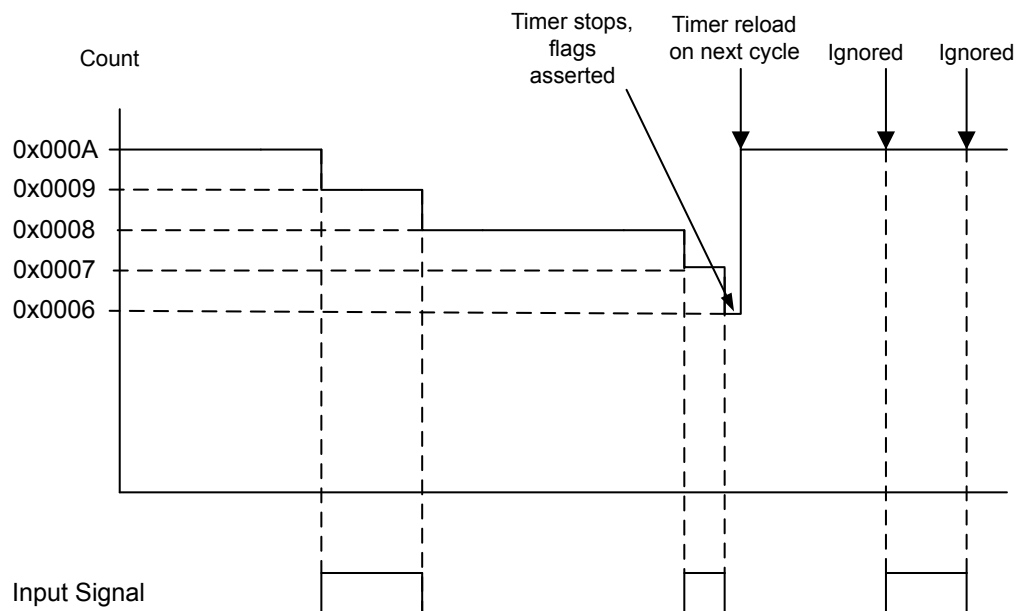 Timer stops,
flags
asserted
Timer reload
on next cycle
Ignored
Ignored
Count
0x000A
0x0009
0x0008
0x0007
0x0006
Input Signal